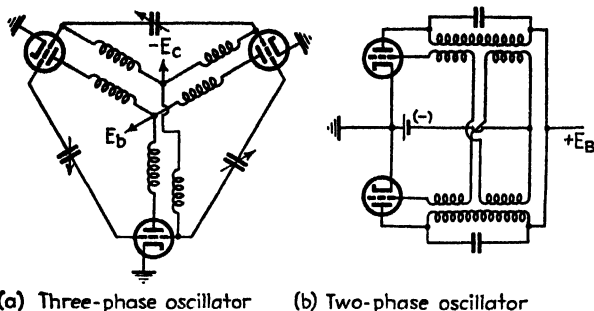 -Ec
Eb
(-)
+EB
(a) Three-phase oscillator
(b) Two-phase oscillator